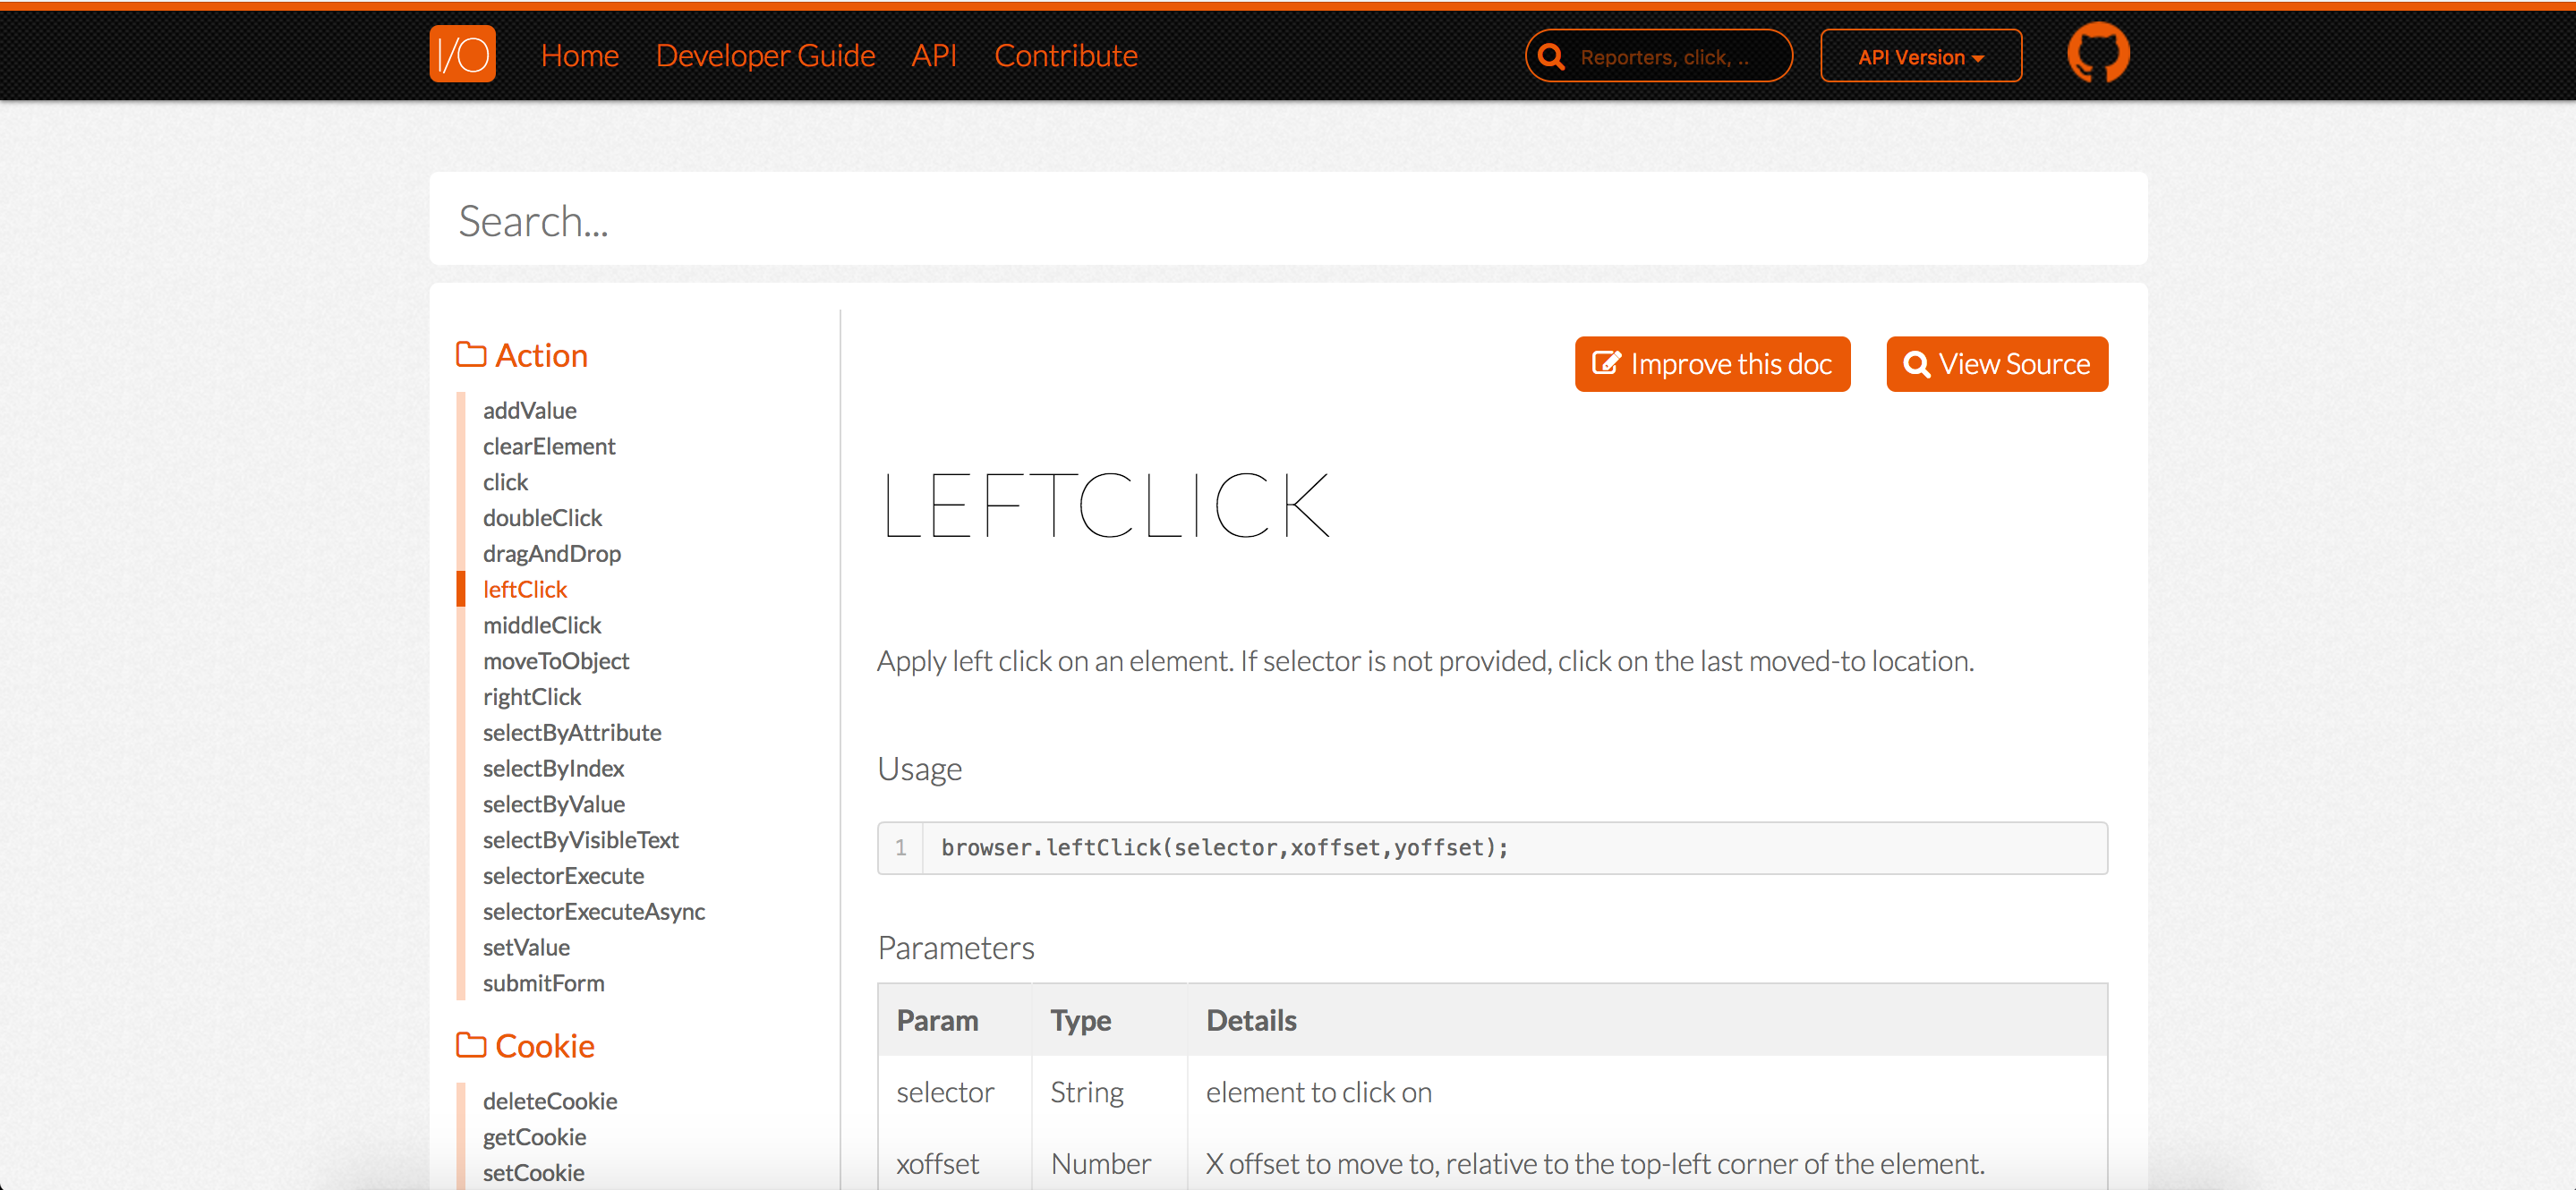 I/O Home Developer Guide API Contribute Reporters, click, .. API Version
Search...
Action
addValue
clearElement
click
doubleClick
dragAndDrop
leftClick
middleClick
moveToObject
rightClick
selectByAttribute
selectByIndex
selectByValue
selectByVisibleText
selectorExecute
selectorExecuteAsync
setValue
submitForm
Cookie
deleteCookie
getCookie
setCookie
Improve this doc View Source
LEFTCLICK
Apply left click on an element. If selector is not provided, click on the last moved-to location.
Usage
1 browser.leftClick(selector,xoffset,yoffset);
Parameters
Param Type Details
selector String element to click on
xoffset Number X offset to move to, relative to the top-left corner of the element.